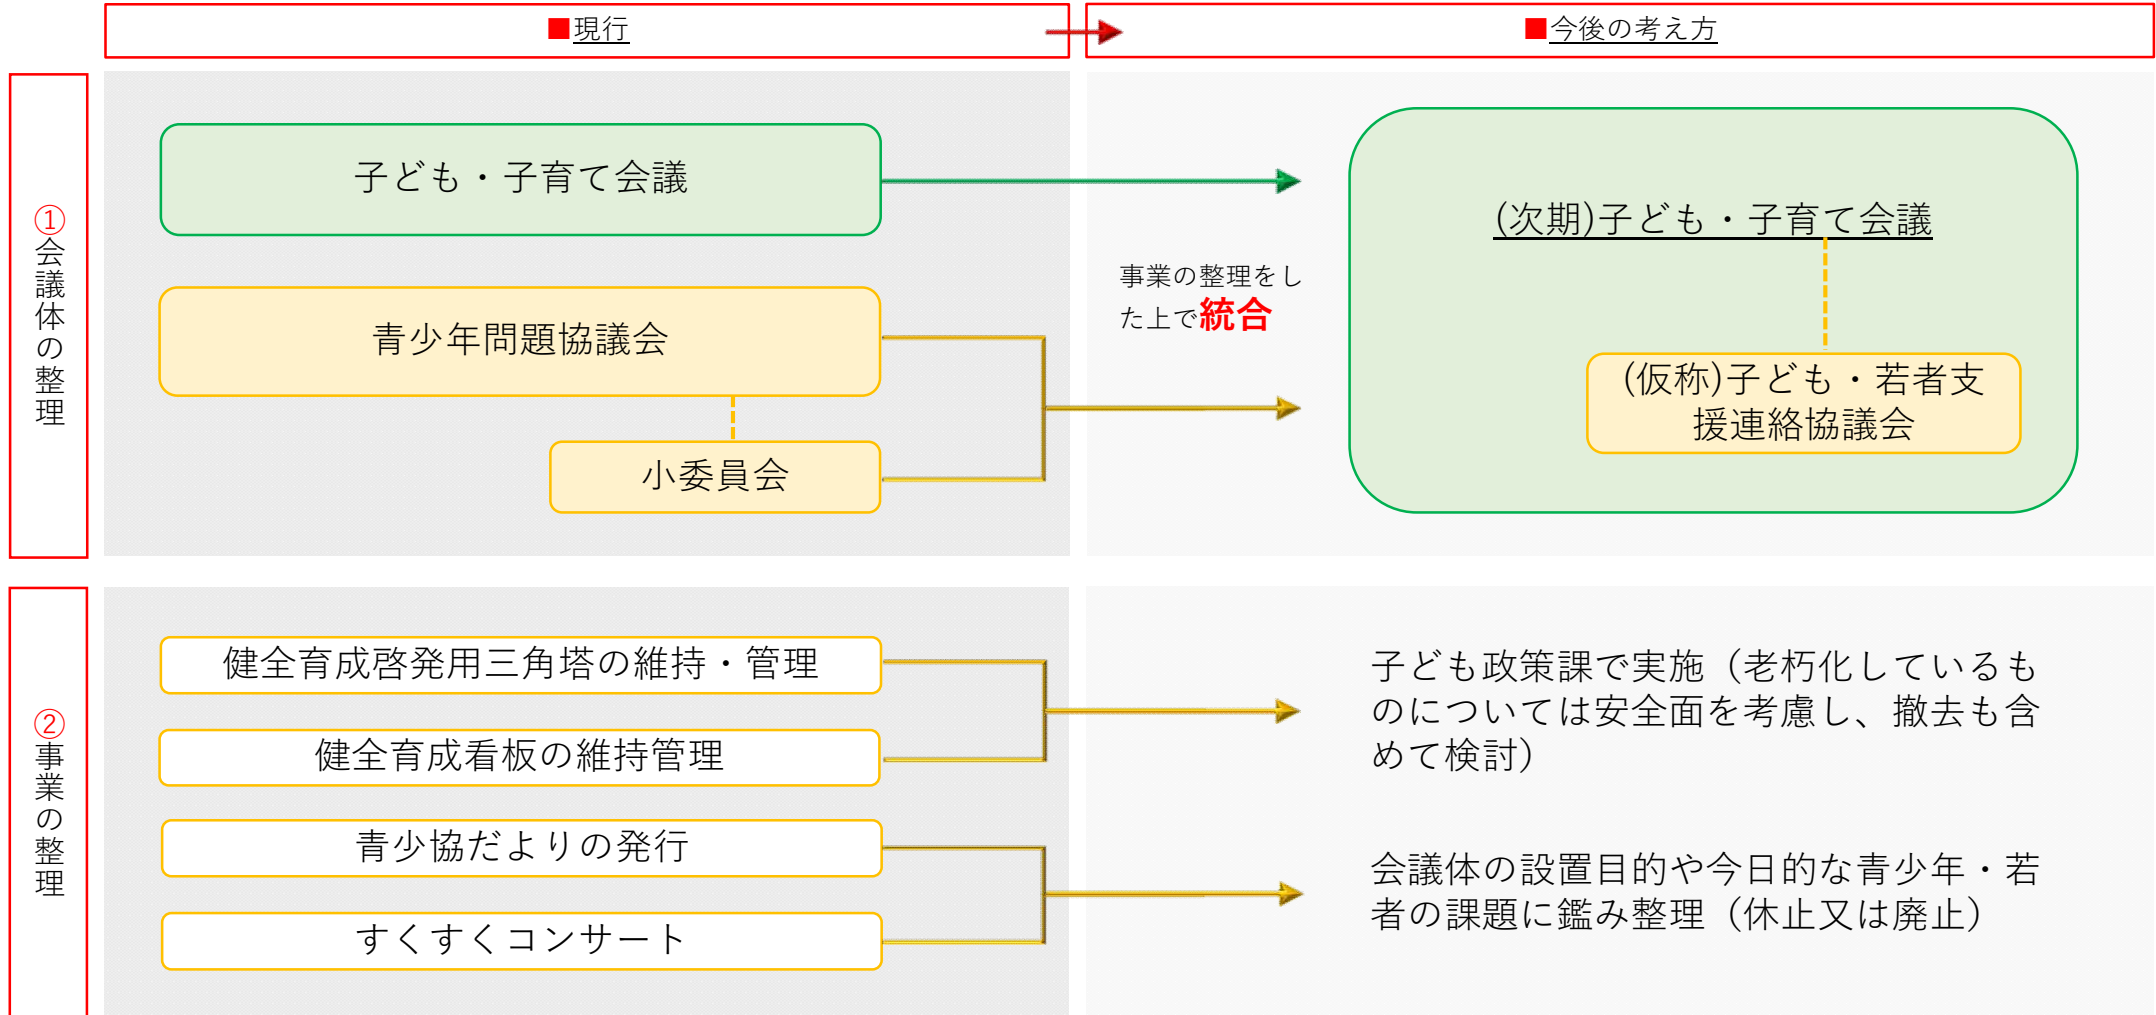 ■現行
■今後の考え方
①会議体の整理
子ども・子育て会議
青少年問題協議会
小委員会
事業の整理をし
た上で統合
(次期)子ども・子育て会議
(仮称)子ども・若者支
援連絡協議会
②事業の整理
健全育成啓発用三角塔の維持・管理
健全育成看板の維持管理
青少協だよりの発行
すくすくコンサート
子ども政策課で実施（老朽化しているも
のについては安全面を考慮し、撤去も含
めて検討）
会議体の設置目的や今日的な青少年・若
者の課題に鑑み整理（休止又は廃止）